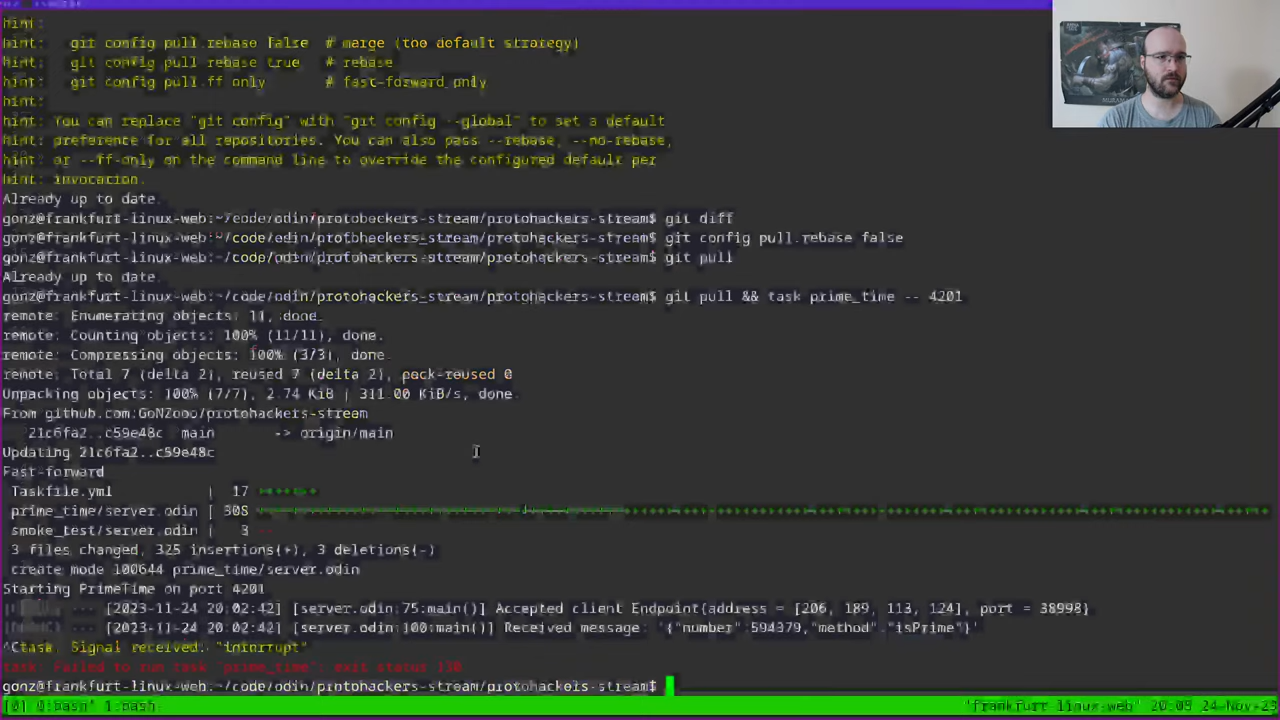 hint:
hint:   git config pull.rebase false  # merge (too default strategy)
hint:   git config pull rebase true   # rebase
hint:   git config pull.ff only       # fast-forward only
hint:
hint: You can replace "git config" with "git config --global" to set a default
hint: preference for all repositories. You can also pass --rebase, --no-rebase,
hint: or --ff-only on the command line to override the configured default per
hint: invocation.
Already up to date.
gonz@frankfurt-linux-web:~/code/odin/protohackers-stream/protohackers-stream$ git diff
gonz@frankfurt-linux-web:~/code/odin/protohackers_stream/protohackers-stream$ git config pull.rebase false
gonz@frankfurt-linux-web:~/code/odin/protohackers-stream/protohackers-stream$ git pull
Already up to date.
gonz@frankfurt-linux-web:~/code/odin/protohackers-stream/protohackers-stream$ git pull && task prime_time -- 4201
remote: Enumerating objects: 11, done.
remote: Counting objects: 100% (11/11), done.
remote: Compressing objects: 100% (3/3), done.
remote: Total 7 (delta 2), reused 7 (delta 2), pack-reused 0
Unpacking objects: 100% (7/7), 2.74 KiB | 311.00 KiB/s, done.
From github.com:GoNZooo/protohackers-stream
   21c6fa2..c59e48c  main       -> origin/main
Updating 21c6fa2..c59e48c
Fast-forward
 Taskfile.yml           |  17
 prime_time/server.odin | 308
 smoke_test/server.odin |   3
 3 files changed, 325 insertions(+), 3 deletions(-)
 create mode 100644 prime_time/server.odin
Starting PrimeTime on port 4201
--- [2023-11-24 20:02:42] [server.odin:75:main()] Accepted client Endpoint{address = [206, 189, 113, 124], port = 38998}
--- [2023-11-24 20:02:42] [server.odin:100:main()] Received message: '{"number":594379,"method":"isPrime"}'
^Ctask: Signal received: "interrupt"
task: Failed to run task "prime_time": exit status 130
gonz@frankfurt-linux-web:~/code/odin/protohackers-stream/protohackers-stream$
[0] 0:bash* 1:bash- "frankfurt-linux-web" 20:08 24-Nov-23